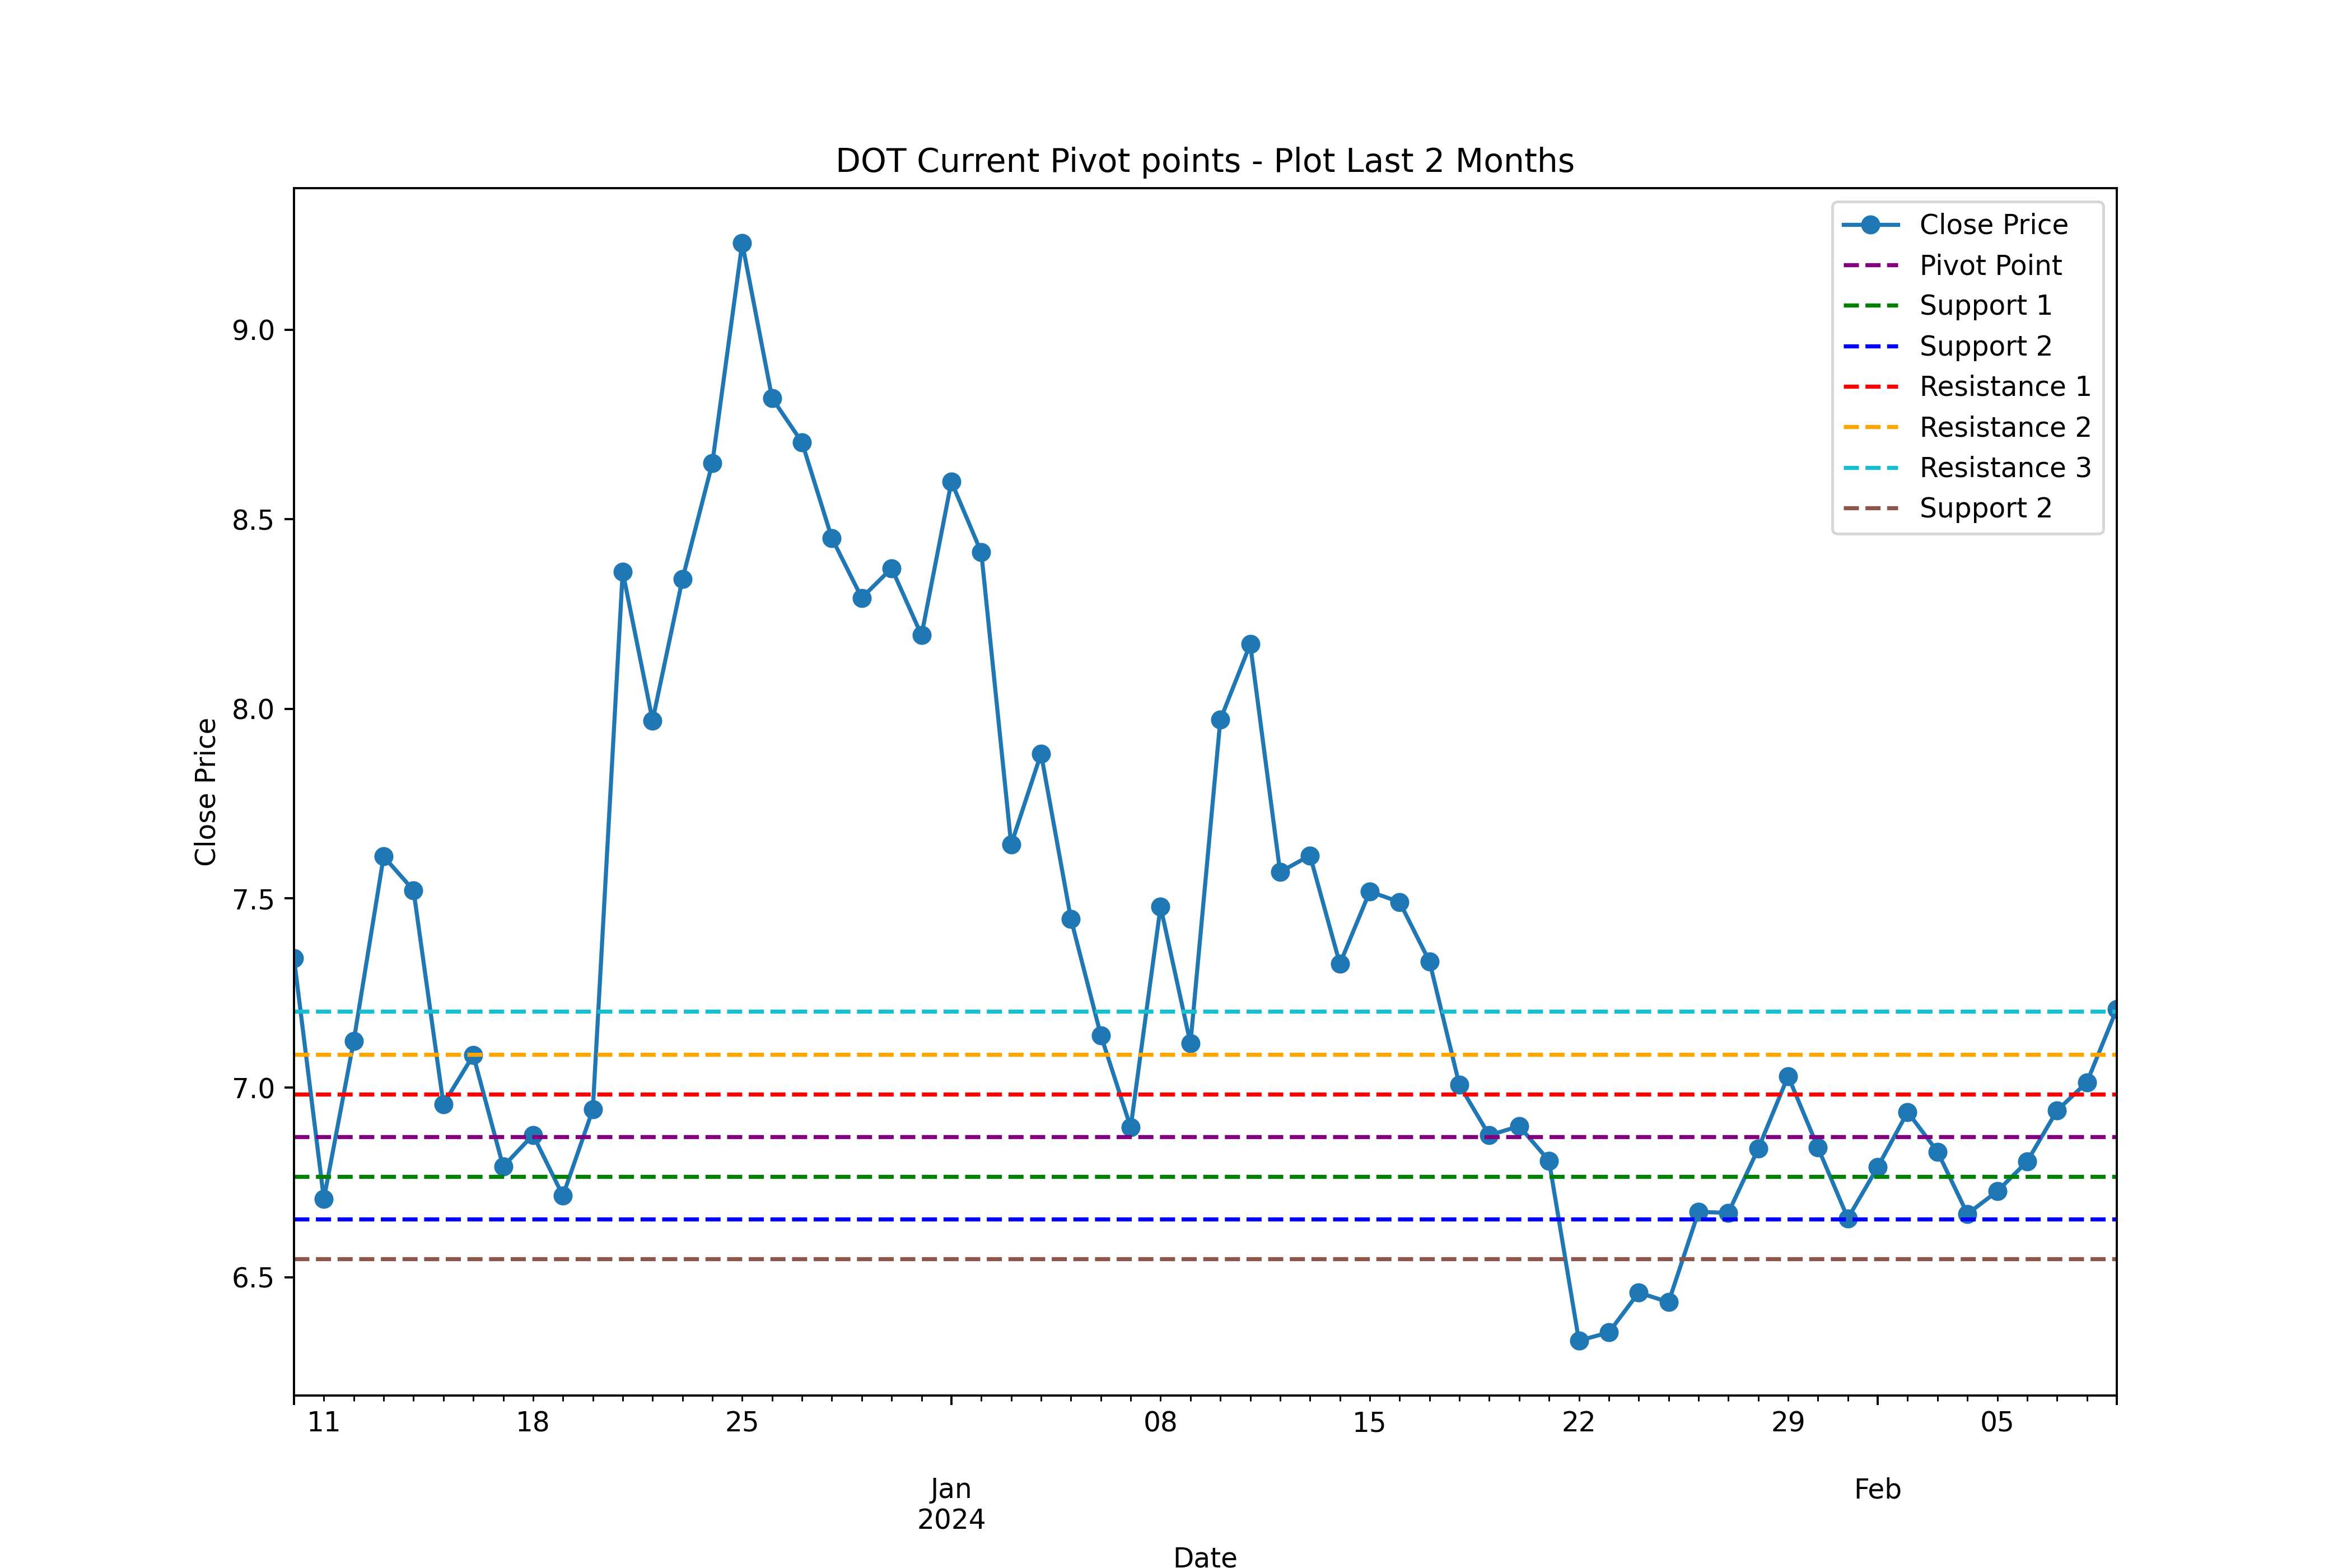 DOT Current Pivot points - Plot Last 2 Months
Close Price
Pivot Point
Support 1
Support 2
Resistance 1
Resistance 2
Resistance 3
Support 2
Close Price
9.0
8.5
8.0
7.5
7.0
6.5
11 18 25 08 15 22 29 05
Jan Feb
2024
Date